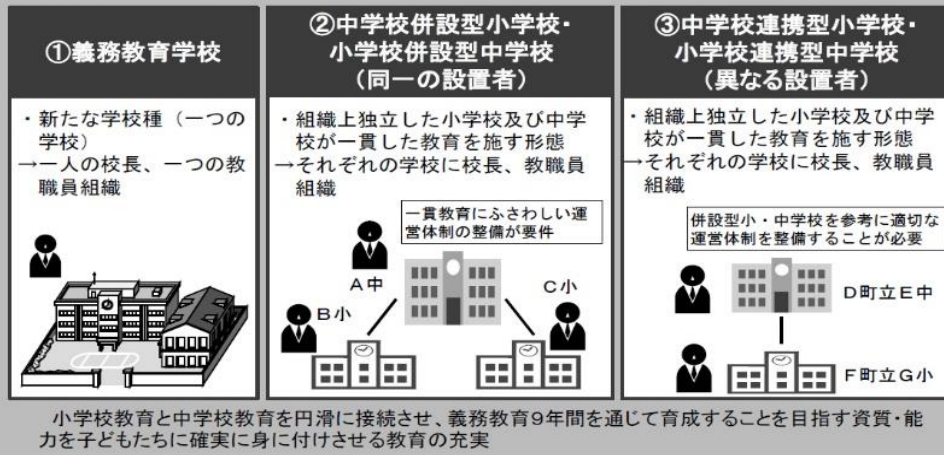 ①義務教育学校
・新たな学校種（一つの
学校）
→一人の校長、一つの教
職員組織
②中学校併設型小学校・
小学校併設型中学校
（同一の設置者）
・組織上独立した小学校及び中学
校が一貫した教育を施す形態
→それぞれの学校に校長、教職員
組織
一貫教育にふさわしい運
営体制の整備が要件
A中
B小
C小
③中学校連携型小学校・
小学校連携型中学校
（異なる設置者）
・組織上独立した小学校及び中学
校が一貫した教育を施す形態
→それぞれの学校に校長、教職員
組織
併設型小・中学校を参考に適切な
運営体制を整備することが必要
D町立E中
F町立G小
小学校教育と中学校教育を円滑に接続させ、義務教育9年間を通じて育成することを目指す資質・能
力を子どもたちに確実に身に付けさせる教育の充実